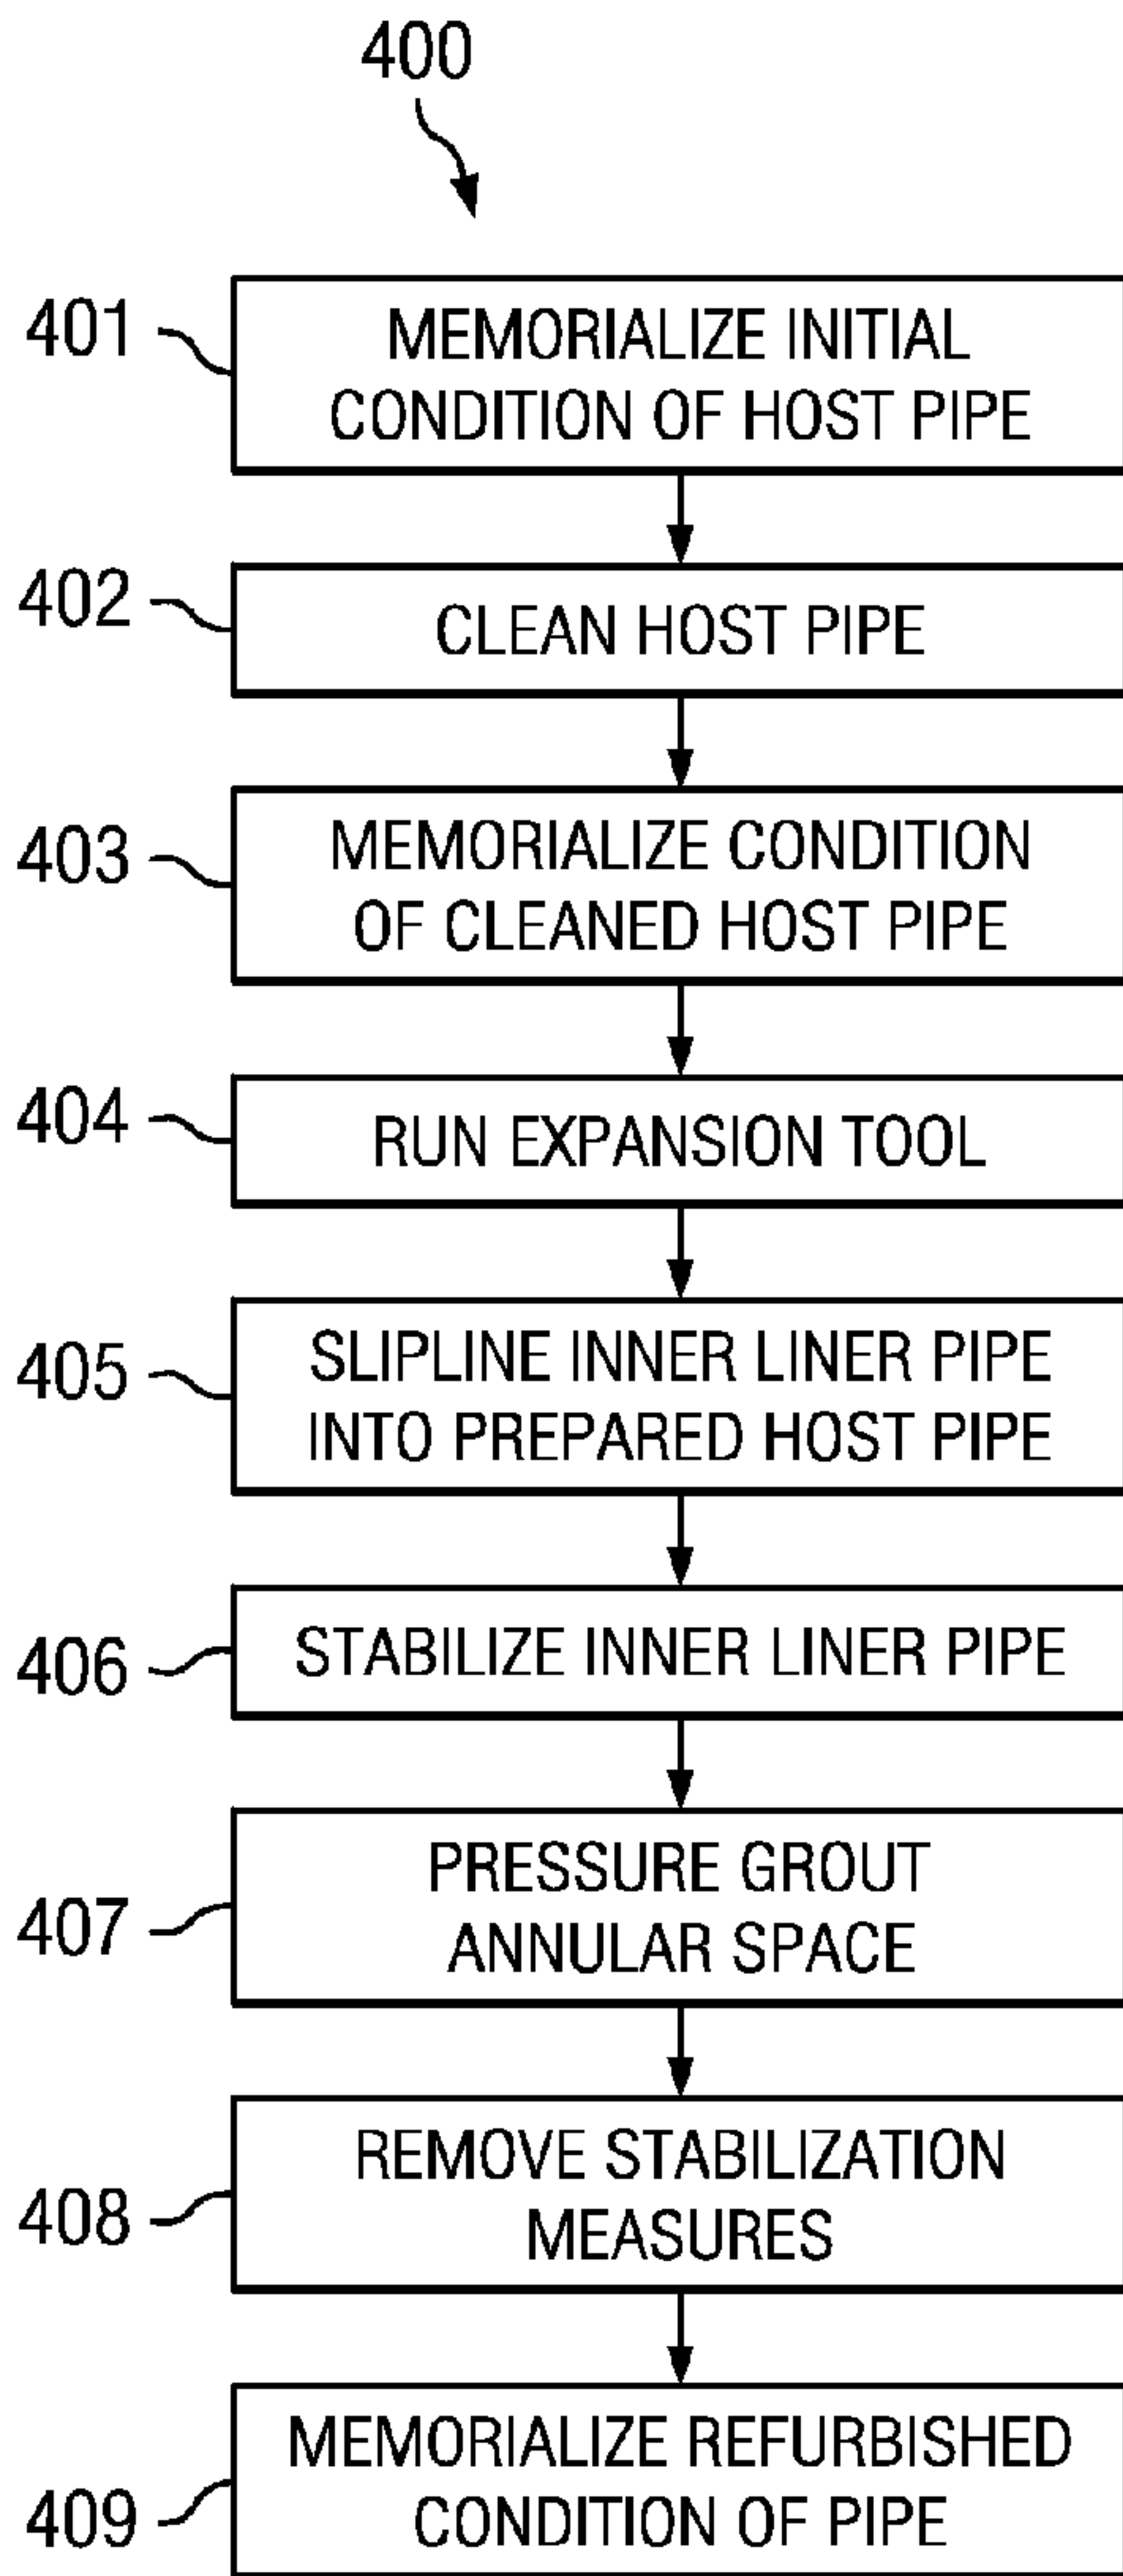 400
401
MEMORIALIZE INITIAL
CONDITION OF HOST PIPE
402
CLEAN HOST PIPE
403
MEMORIALIZE CONDITION
OF CLEANED HOST PIPE
404
RUN EXPANSION TOOL
405
SLIPLINE INNER LINER PIPE
INTO PREPARED HOST PIPE
406
STABILIZE INNER LINER PIPE
407
PRESSURE GROUT
ANNULAR SPACE
408
REMOVE STABILIZATION
MEASURES
409
MEMORIALIZE REFURBISHED
CONDITION OF PIPE